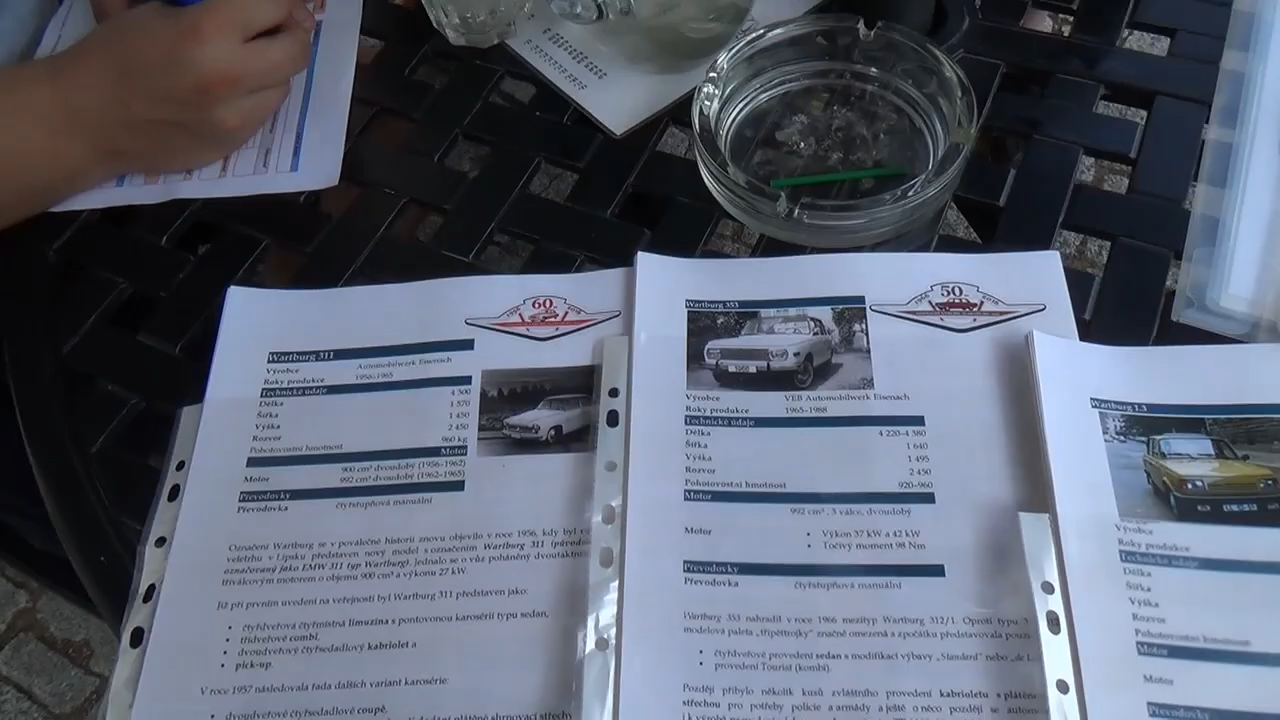 60
Wartburg 311
Výrobce Automobilwerk Eisenach
Roky produkce 1956–1965
Technické údaje
Délka 4 300
Šířka 1 570
Výška 1 450
Rozvor 2 450
Pohotovostní hmotnost 960 kg
Motor
Motor 900 cm³ dvoudobý (1956–1962)
992 cm³ dvoudobý (1962–1965)
Převodovky
Převodovka čtyřstupňová manuální
Označení Wartburg se v poválečné historii znovu objevilo v roce 1956, kdy byl
veletrhu v Lipsku představen nový model s označením Wartburg 311
označovaný jako EMW 311 typ Wartburg). Jednalo se o vůz poháněný
tříválcovým motorem o objemu 900 cm³ a výkonu 27 kW.
Již při prvním uvedení na veřejnosti byl Wartburg 311 představen jako:
• čtyřdvéřová čtyřmístná limuzina s pontonovou karosérií typu sedan,
• třídveřové combi,
• dvoudveřový čtyřsedadlový kabriolet a
• pick-up.
V roce 1957 následovala řada dalších variant karosérie:
• dvoudveřové čtyřsedadlové coupé,
50
1966 2016
Wartburg 353
1966
Výrobce VEB Automobilwerk Eisenach
Roky produkce 1965–1988
Technické údaje
Délka 4 220–4 380
Šířka 1 640
Výška 1 495
Rozvor 2 450
Pohotovostní hmotnost 920–960
Motor
992 cm³, 3 válce, dvoudobý
Motor • Výkon 37 kW a 42 kW
• Točivý moment 98 Nm
Převodovky
Převodovka čtyřstupňová manuální
Wartburg 353 nahradil v roce 1966 mezityp Wartburg 312/1. Oproti typu 3
modelová paleta „třipětrojky" značně omezena a zpočátku představovala pouze
• čtyřdvéřové provedení sedan s modifikací výbavy „Standard" nebo „de L
• provedení Tourist (kombi).
Později přibylo několik kusů zvláštního provedení kabrioletu s plátěn
střechou pro potřeby policie a armády a ještě o něco později se
Wartburg 1.3
Výrobce
Roky produkce
Technické údaje
Délka
Šířka
Výška
Rozvor
Pohotovostní hmotnost
Motor
Motor
Převodovky